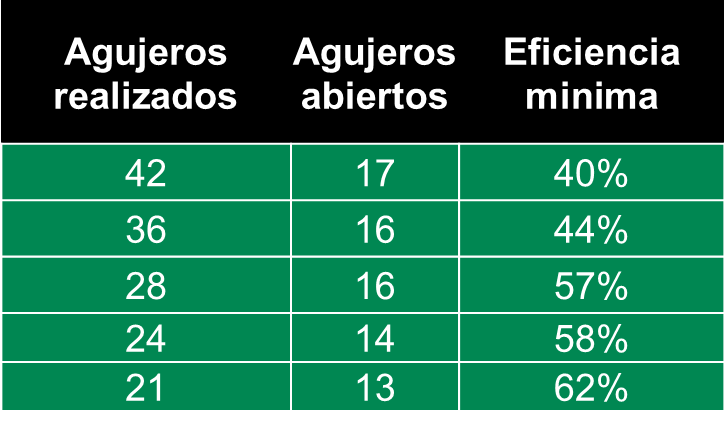 Agujeros realizados Agujeros abiertos Eficiencia minima
42 17 40%
36 16 44%
28 16 57%
24 14 58%
21 13 62%